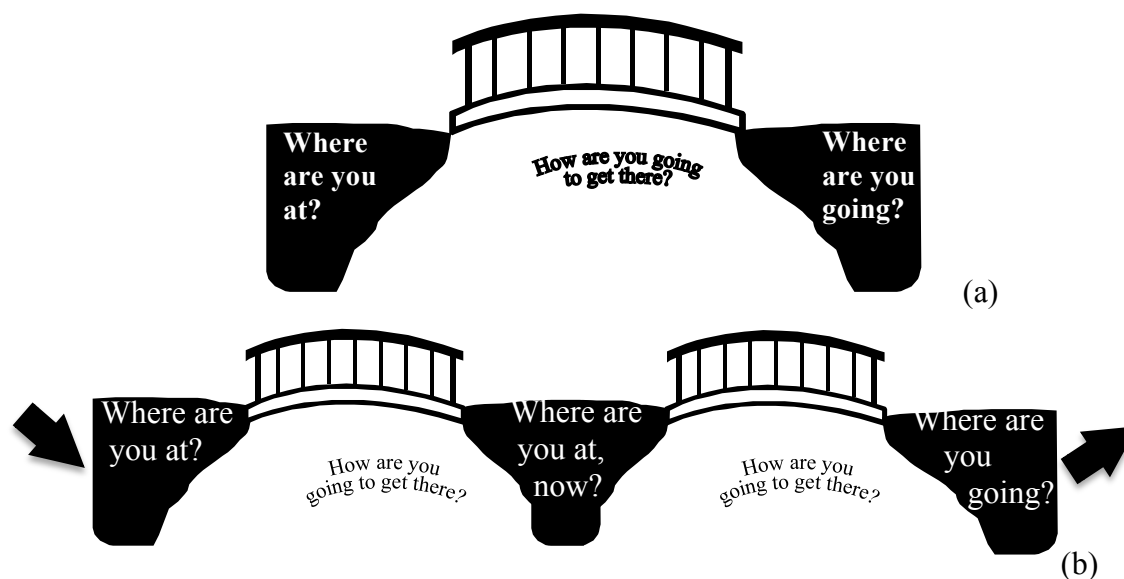 Where
are you
at?
How are you going
to get there?
Where
are you
going?
(a)
Where are
you at?
How are you
going to get there?
Where are
you at,
now?
How are you
going to get there?
Where are
you
going?
(b)